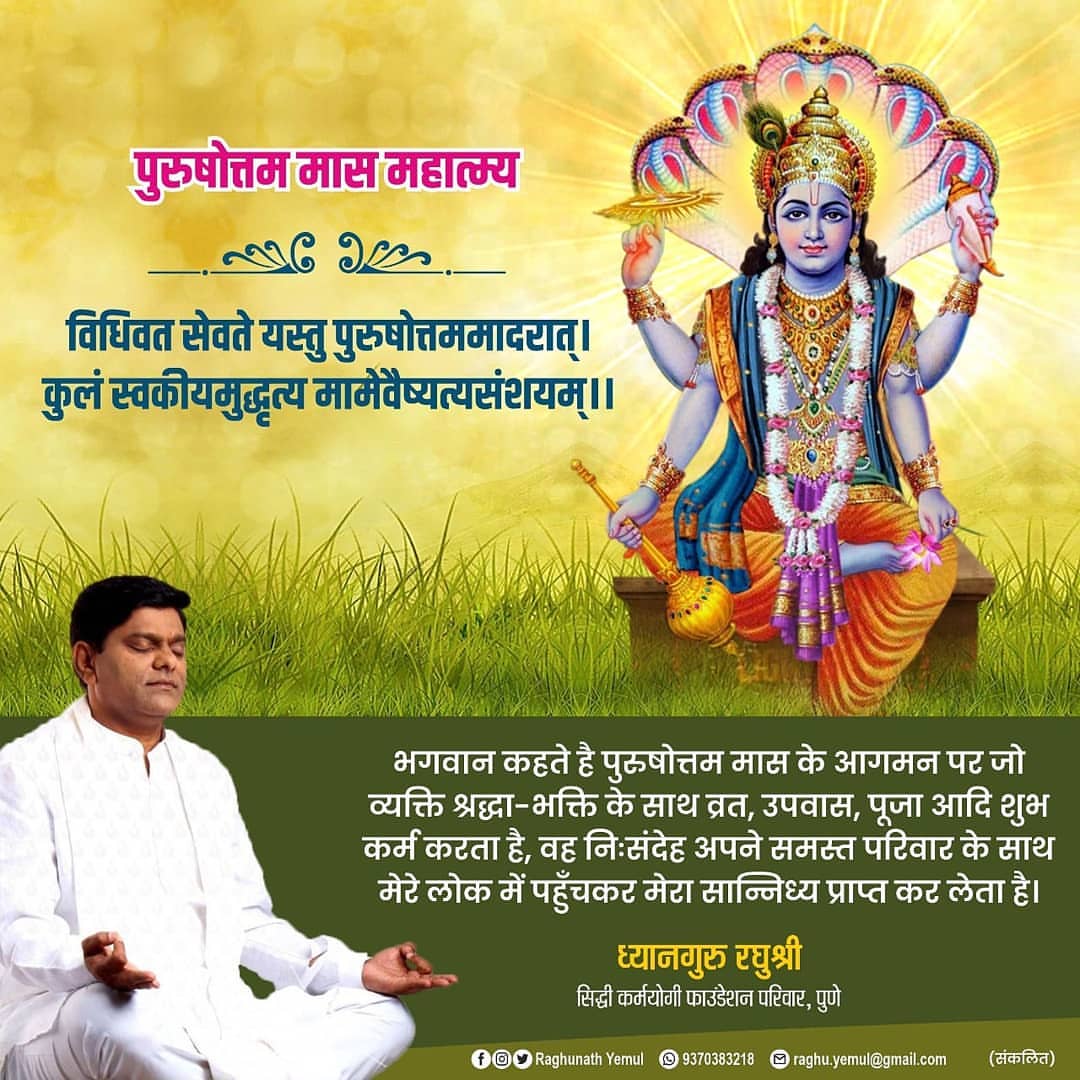 पुरुषोत्तम मास महात्म्य
विधिवत सेवते यस्तु पुरुषोत्तममादरात्।
कुलं स्वकीयमुद्धृत्य मामेवैष्यत्यसंशयम्।।
भगवान कहते है पुरुषोत्तम मास के आगमन पर जो
व्यक्ति श्रद्धा-भक्ति के साथ व्रत, उपवास, पूजा आदि शुभ
कर्म करता है, वह निःसंदेह अपने समस्त परिवार के साथ
मेरे लोक में पहुँचकर मेरा सान्निध्य प्राप्त कर लेता है।
ध्यानगुरु रघुश्री
सिद्धी कर्मयोगी फाउंडेशन परिवार, पुणे
Raghunath Yemul 9370383218 raghu.yemul@gmail.com (संकलित)